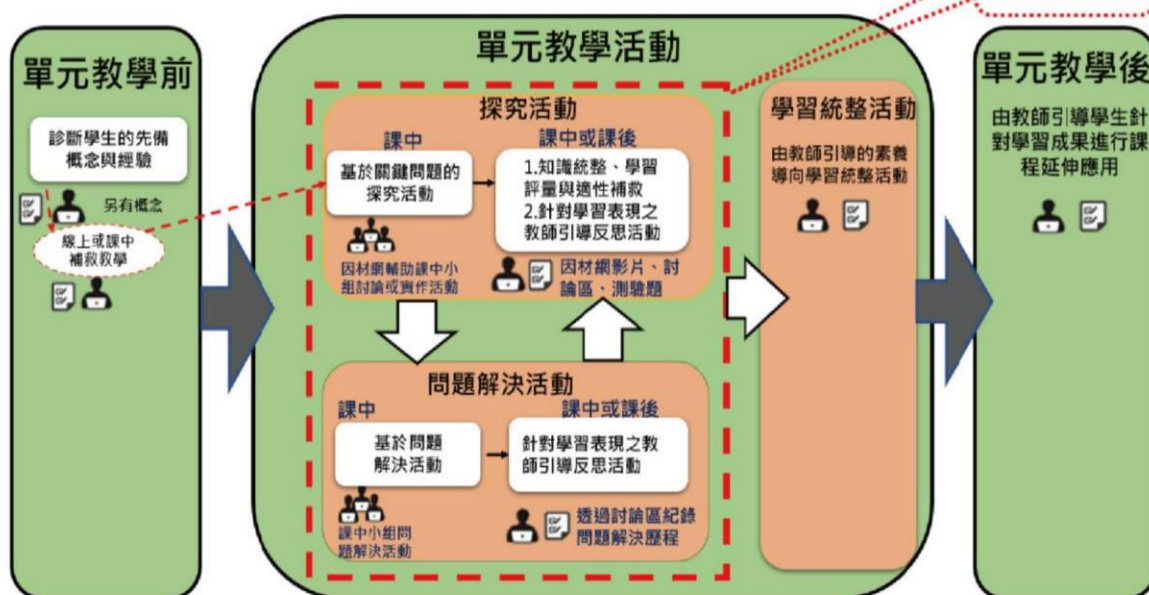 單元教學前
診斷學生的先備
概念與經驗
另有概念
線上或課中
補救教學
單元教學活動
探究活動
課中
基於關鍵問題的
探究活動
因材網輔助課中小
組討論或實作活動
課中或課後
1.知識統整、學習
評量與適性補救
2.針對學習表現之
教師引導反思活動
因材網影片、討
論區、測驗題
問題解決活動
課中
基於問題
解決活動
課中小組問
題解決活動
課中或課後
針對學習表現之教
師引導反思活動
透過討論區紀錄
問題解決歷程
學習統整活動
由教師引導的素養
導向學習統整活動
單元教學後
由教師引導學生針
對學習成果進行課
程延伸應用